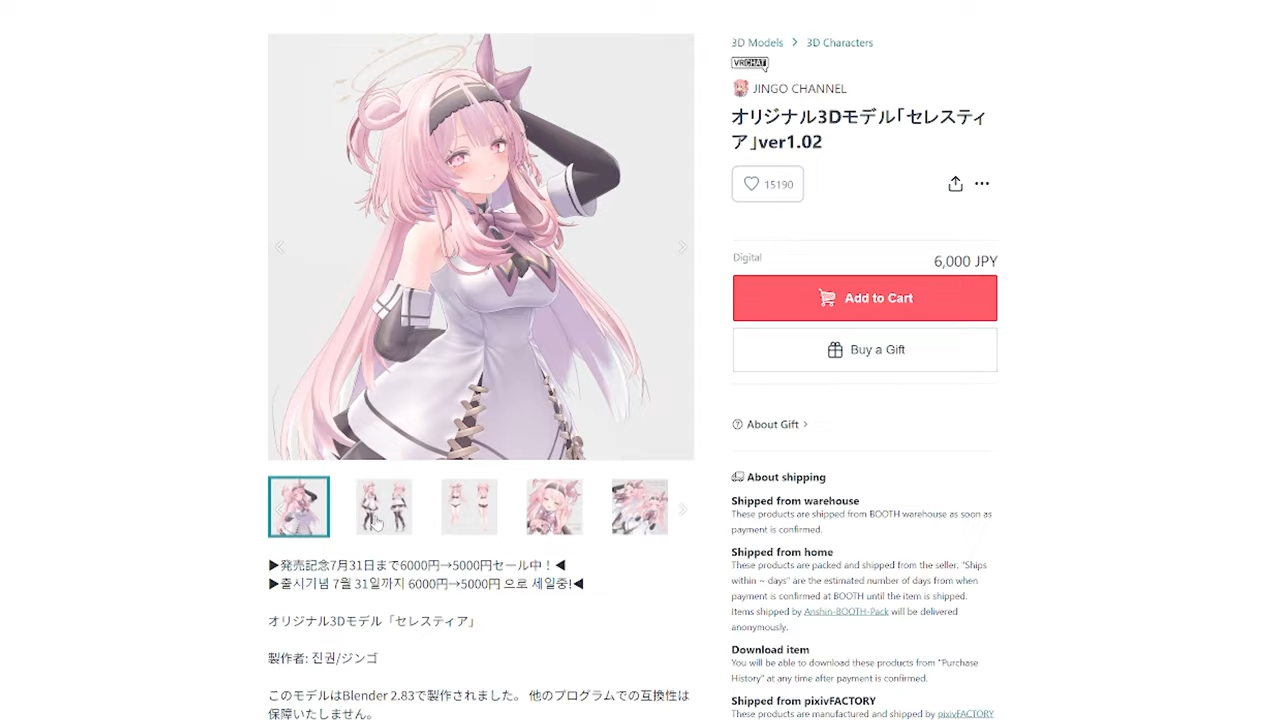 3D Models > 3D Characters
VRCHAT
JINGO CHANNEL
オリジナル3Dモデル「セレスティ
ア」ver1.02
15190
Digital
6,000 JPY
Add to Cart
Buy a Gift
About Gift >
About shipping
Shipped from warehouse
These products are shipped from BOOTH warehouse as soon as
payment is confirmed.
Shipped from home
These products are packed and shipped from the seller. "Ships
within ~ days" are the estimated number of days from when
payment is confirmed at BOOTH until the item is shipped.
Items shipped by Anshin-BOOTH-Pack will be delivered
anonymously.
Download item
You will be able to download these products from "Purchase
History" at any time after payment is confirmed.
Shipped from pixivFACTORY
These products are manufactured and shipped by pixivFACTORY
▶発売記念7月31日まで6000円→5000円セール中！◀
▶출시기념 7월 31일까지 6000円→5000円 으로 세일중!◀
オリジナル3Dモデル「セレスティア」
製作者: 진권/ジンゴ
このモデルはBlender 2.83で製作されました。 他のプログラムでの互換性は
保障いたしません。